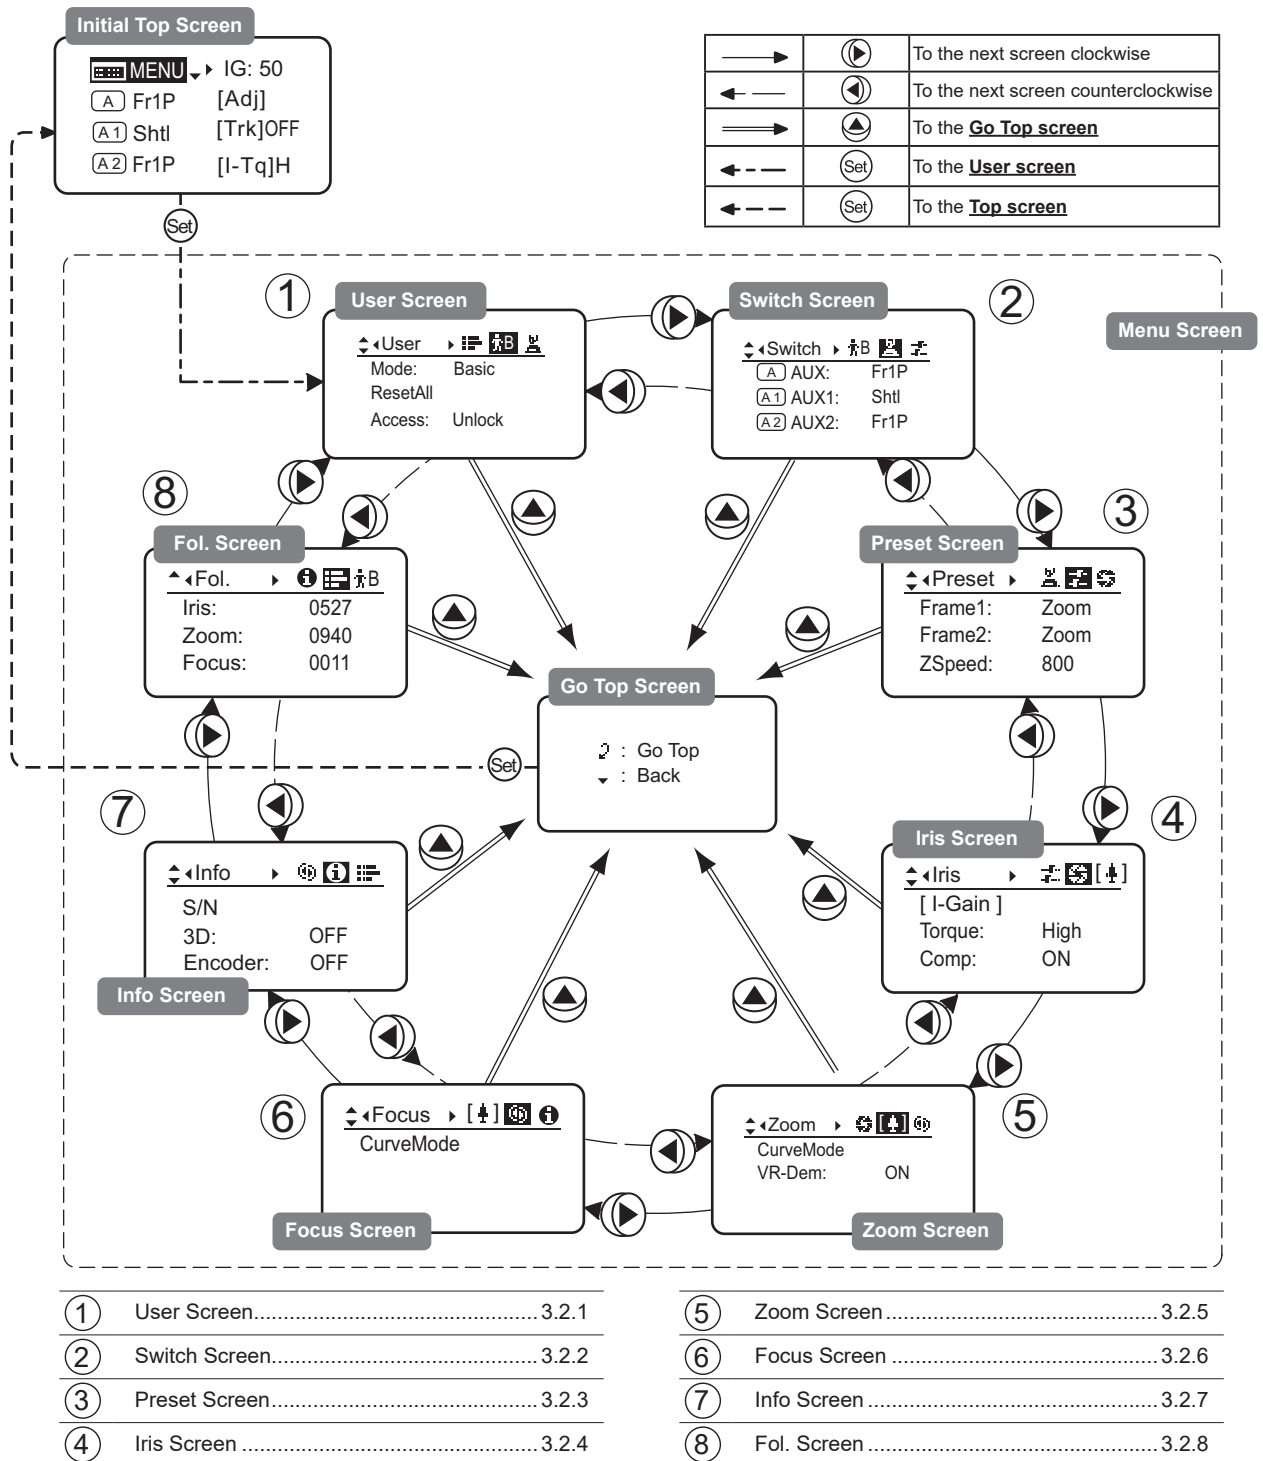 Initial Top Screen
MENU IG: 50
A Fr1P [Adj]
A1 Shtl [Trk]OFF
A2 Fr1P [I-Tq]H
Set
To the next screen clockwise
To the next screen counterclockwise
To the Go Top screen
Set To the User screen
Set To the Top screen
Menu Screen
1
User Screen
User B
Mode: Basic
ResetAll
Access: Unlock
2
Switch Screen
Switch B
A AUX: Fr1P
A1 AUX1: Shtl
A2 AUX2: Fr1P
3
Preset Screen
Preset
Frame1: Zoom
Frame2: Zoom
ZSpeed: 800
8
Fol. Screen
Fol. B
Iris: 0527
Zoom: 0940
Focus: 0011
Go Top Screen
: Go Top
: Back
Set
4
Iris Screen
Iris [ ]
[ I-Gain ]
Torque: High
Comp: ON
7
Info
S/N
3D: OFF
Encoder: OFF
Info Screen
6
Focus [ ]
CurveMode
Focus Screen
5
Zoom [ ]
CurveMode
VR-Dem: ON
Zoom Screen
1 User Screen................................................3.2.1
2 Switch Screen.............................................3.2.2
3 Preset Screen.............................................3.2.3
4 Iris Screen ..................................................3.2.4
5 Zoom Screen ..............................................3.2.5
6 Focus Screen .............................................3.2.6
7 Info Screen .................................................3.2.7
8 Fol. Screen .................................................3.2.8